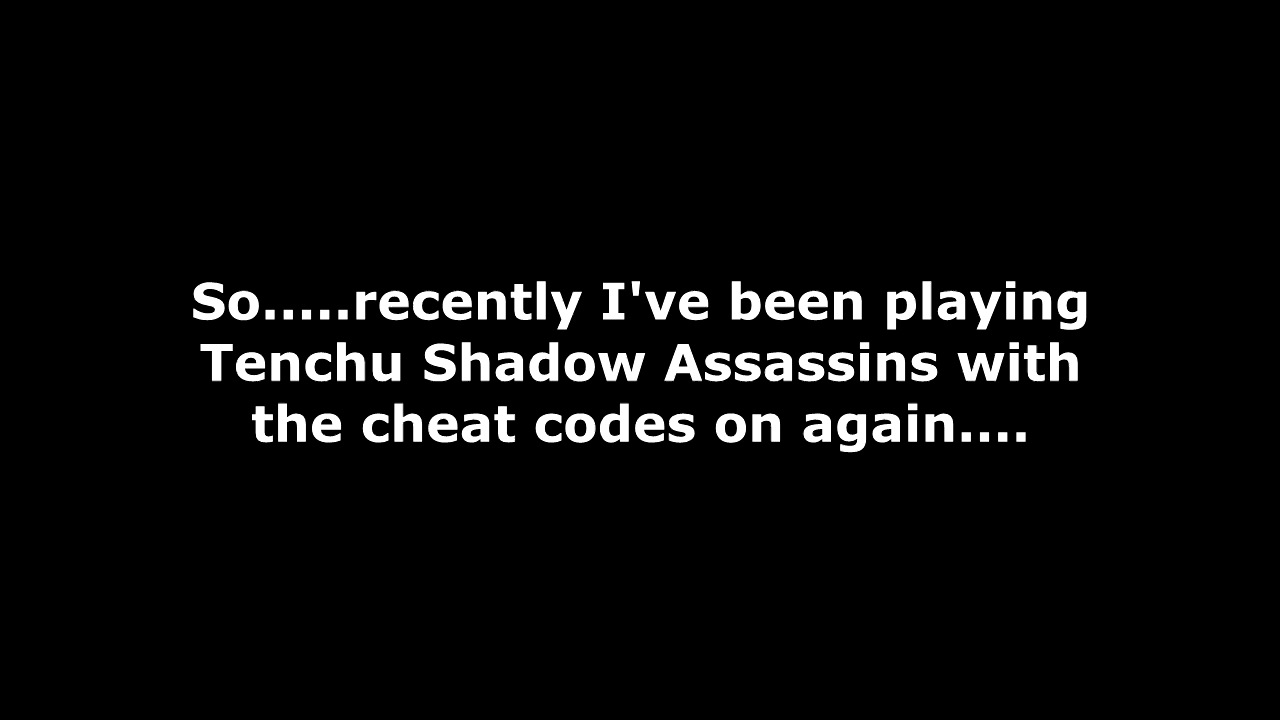 So.....recently I've been playing
Tenchu Shadow Assassins with
the cheat codes on again....